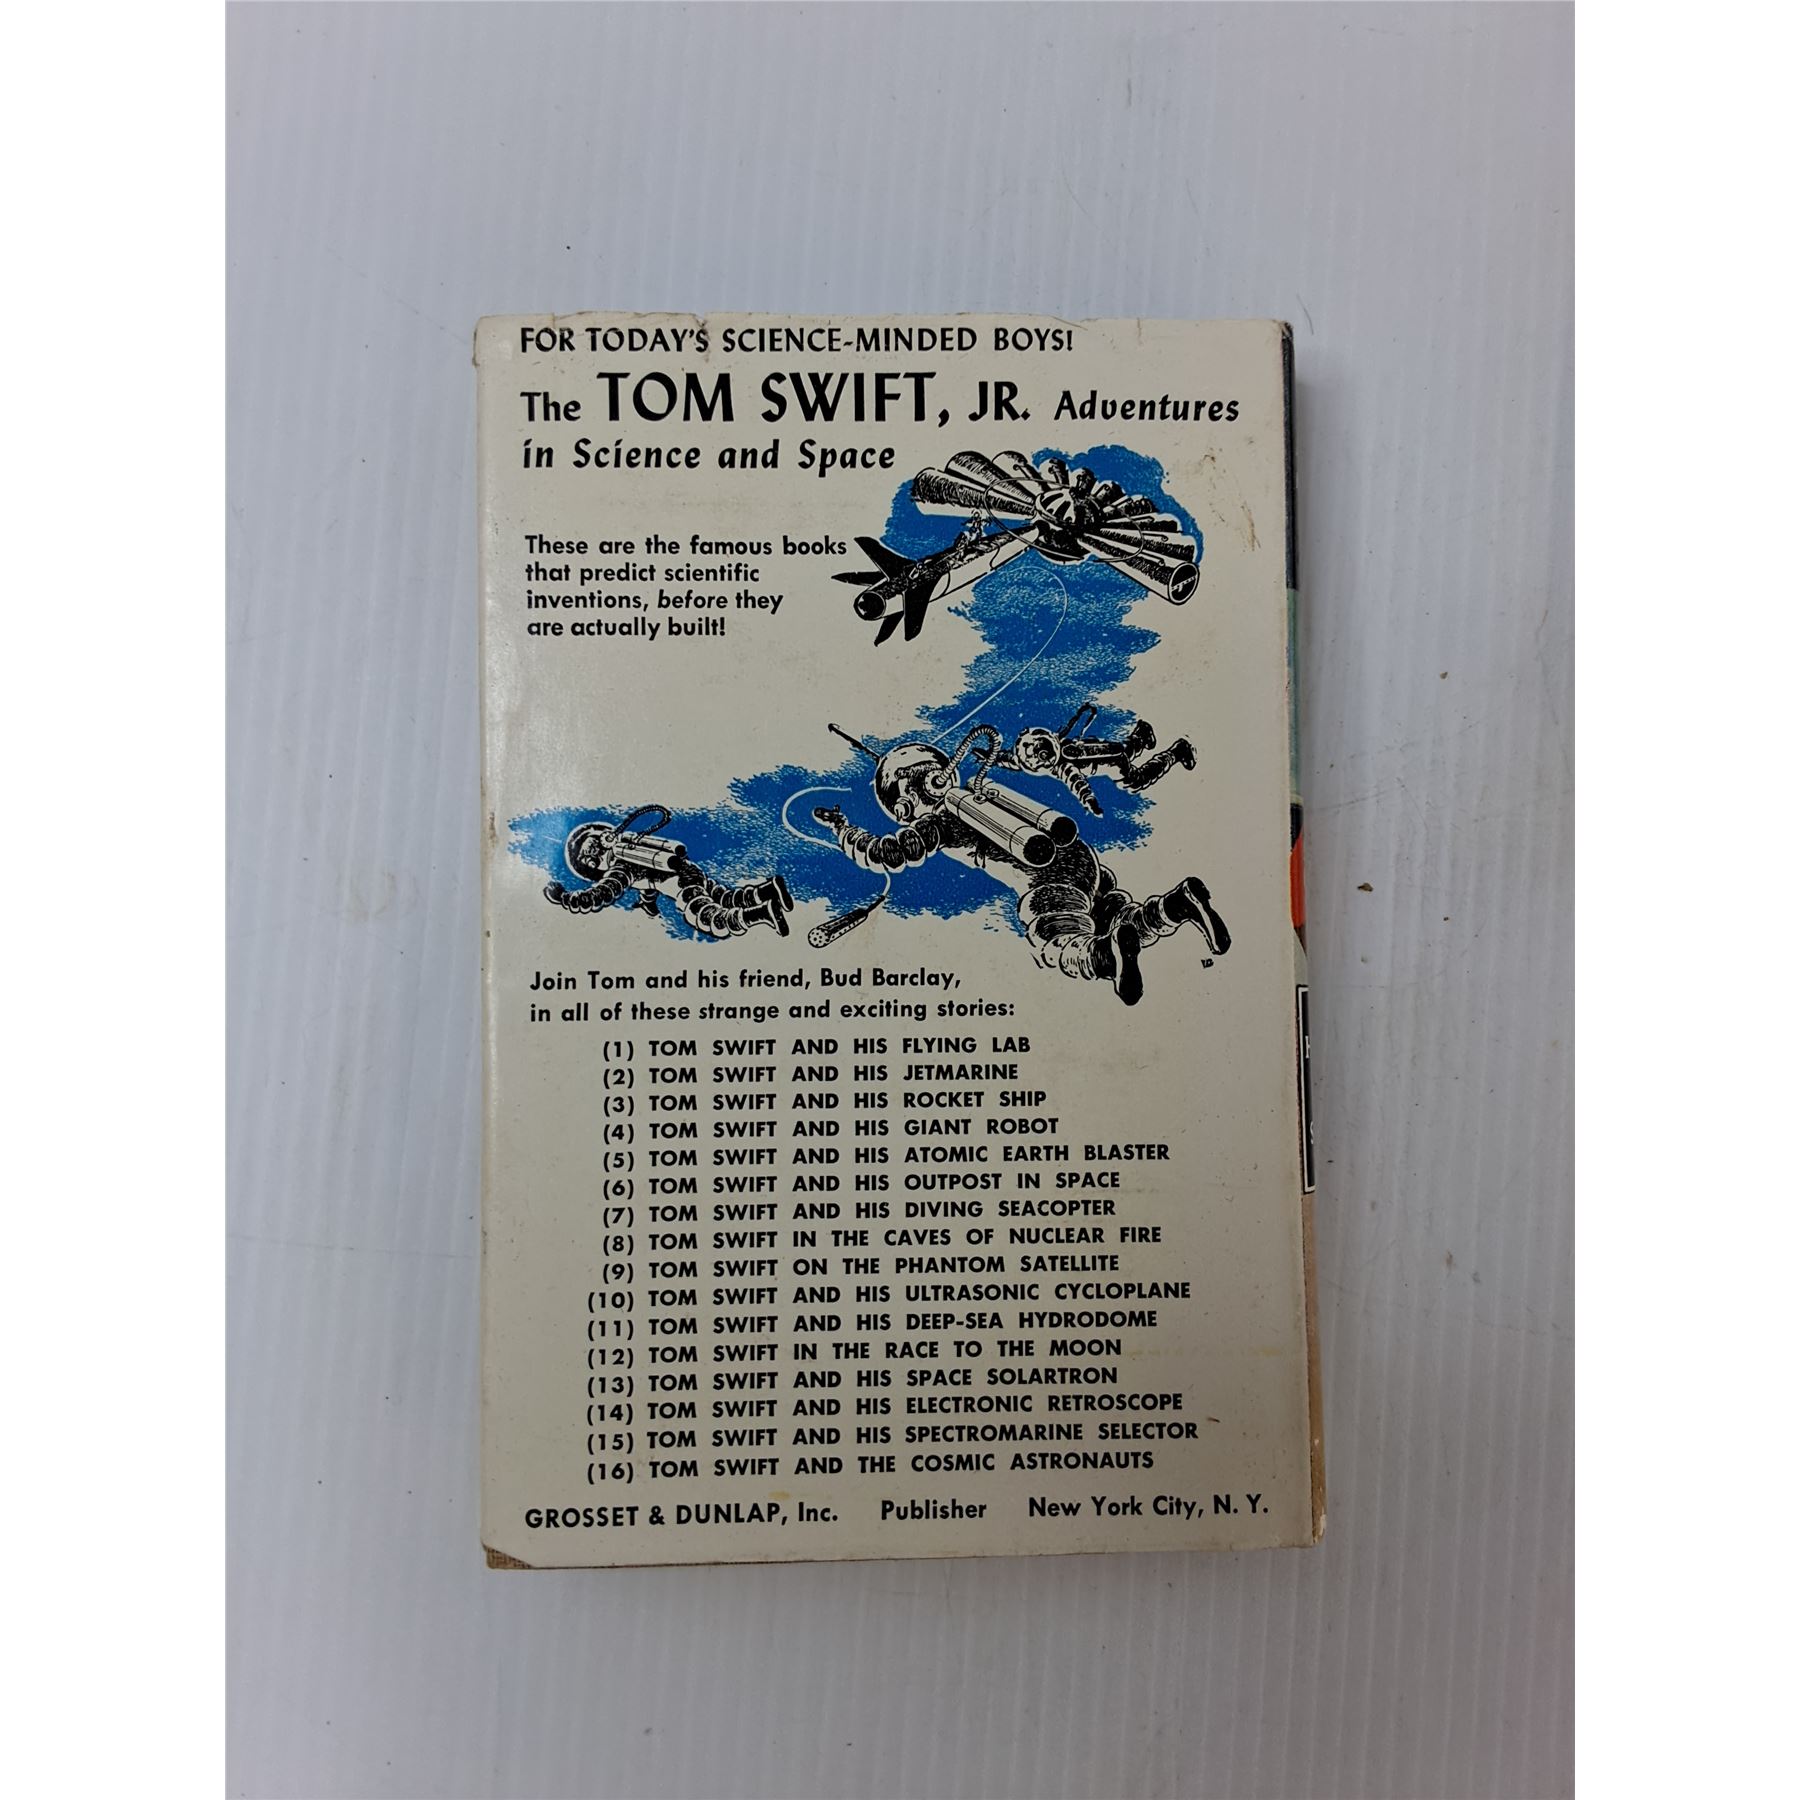 FOR TODAY'S SCIENCE-MINDED BOYS!
The TOM SWIFT, JR. Adventures
in Science and Space
These are the famous books
that predict scientific
inventions, before they
are actually built!
Join Tom and his friend, Bud Barclay,
in all of these strange and exciting stories:
(1) TOM SWIFT AND HIS FLYING LAB
(2) TOM SWIFT AND HIS JETMARINE
(3) TOM SWIFT AND HIS ROCKET SHIP
(4) TOM SWIFT AND HIS GIANT ROBOT
(5) TOM SWIFT AND HIS ATOMIC EARTH BLASTER
(6) TOM SWIFT AND HIS OUTPOST IN SPACE
(7) TOM SWIFT AND HIS DIVING SEACOPTER
(8) TOM SWIFT IN THE CAVES OF NUCLEAR FIRE
(9) TOM SWIFT ON THE PHANTOM SATELLITE
(10) TOM SWIFT AND HIS ULTRASONIC CYCLOPLANE
(11) TOM SWIFT AND HIS DEEP-SEA HYDRODOME
(12) TOM SWIFT IN THE RACE TO THE MOON
(13) TOM SWIFT AND HIS SPACE SOLARTRON
(14) TOM SWIFT AND HIS ELECTRONIC RETROSCOPE
(15) TOM SWIFT AND HIS SPECTROMARINE SELECTOR
(16) TOM SWIFT AND THE COSMIC ASTRONAUTS
GROSSET & DUNLAP, Inc. Publisher New York City, N. Y.